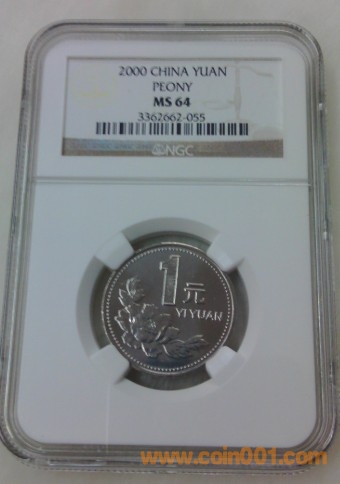 2000 CHINA YUAN
PEONY
MS 64
3362662-055
NGC
1元
YI YUAN
www.coin001.com